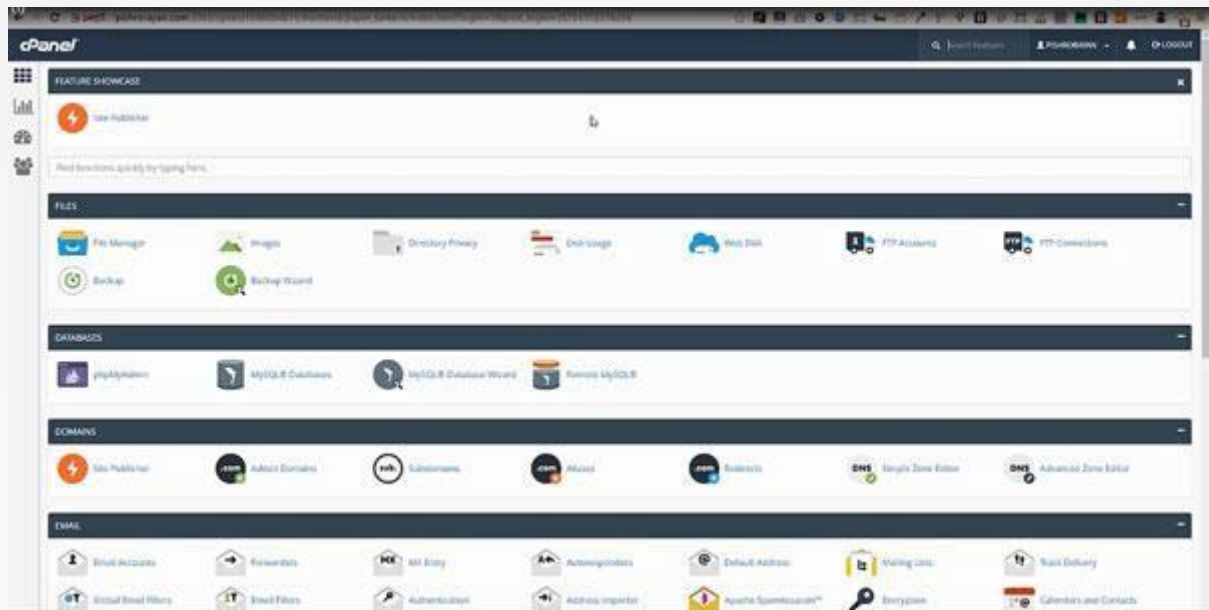 cPanel
LOGOUT
FEATURE SHOWCASE
Site Publisher
Find functions quickly by typing here.
FILES
File Manager Images Directory Privacy Disk Usage Web Disk FTP Accounts FTP Connections
Backup Backup Wizard
DATABASES
phpMyAdmin MySQL® Databases MySQL® Database Wizard Remote MySQL®
DOMAINS
Site Publisher Addon Domains Subdomains Aliases Redirects Simple Zone Editor Advanced Zone Editor
EMAIL
Email Accounts Forwarders MX Entry Autoresponders Default Address Mailing Lists Track Delivery
Global Email Filters Email Filters Authentication Address Importer Apache SpamAssassin™ Encryption Calendars and Contacts